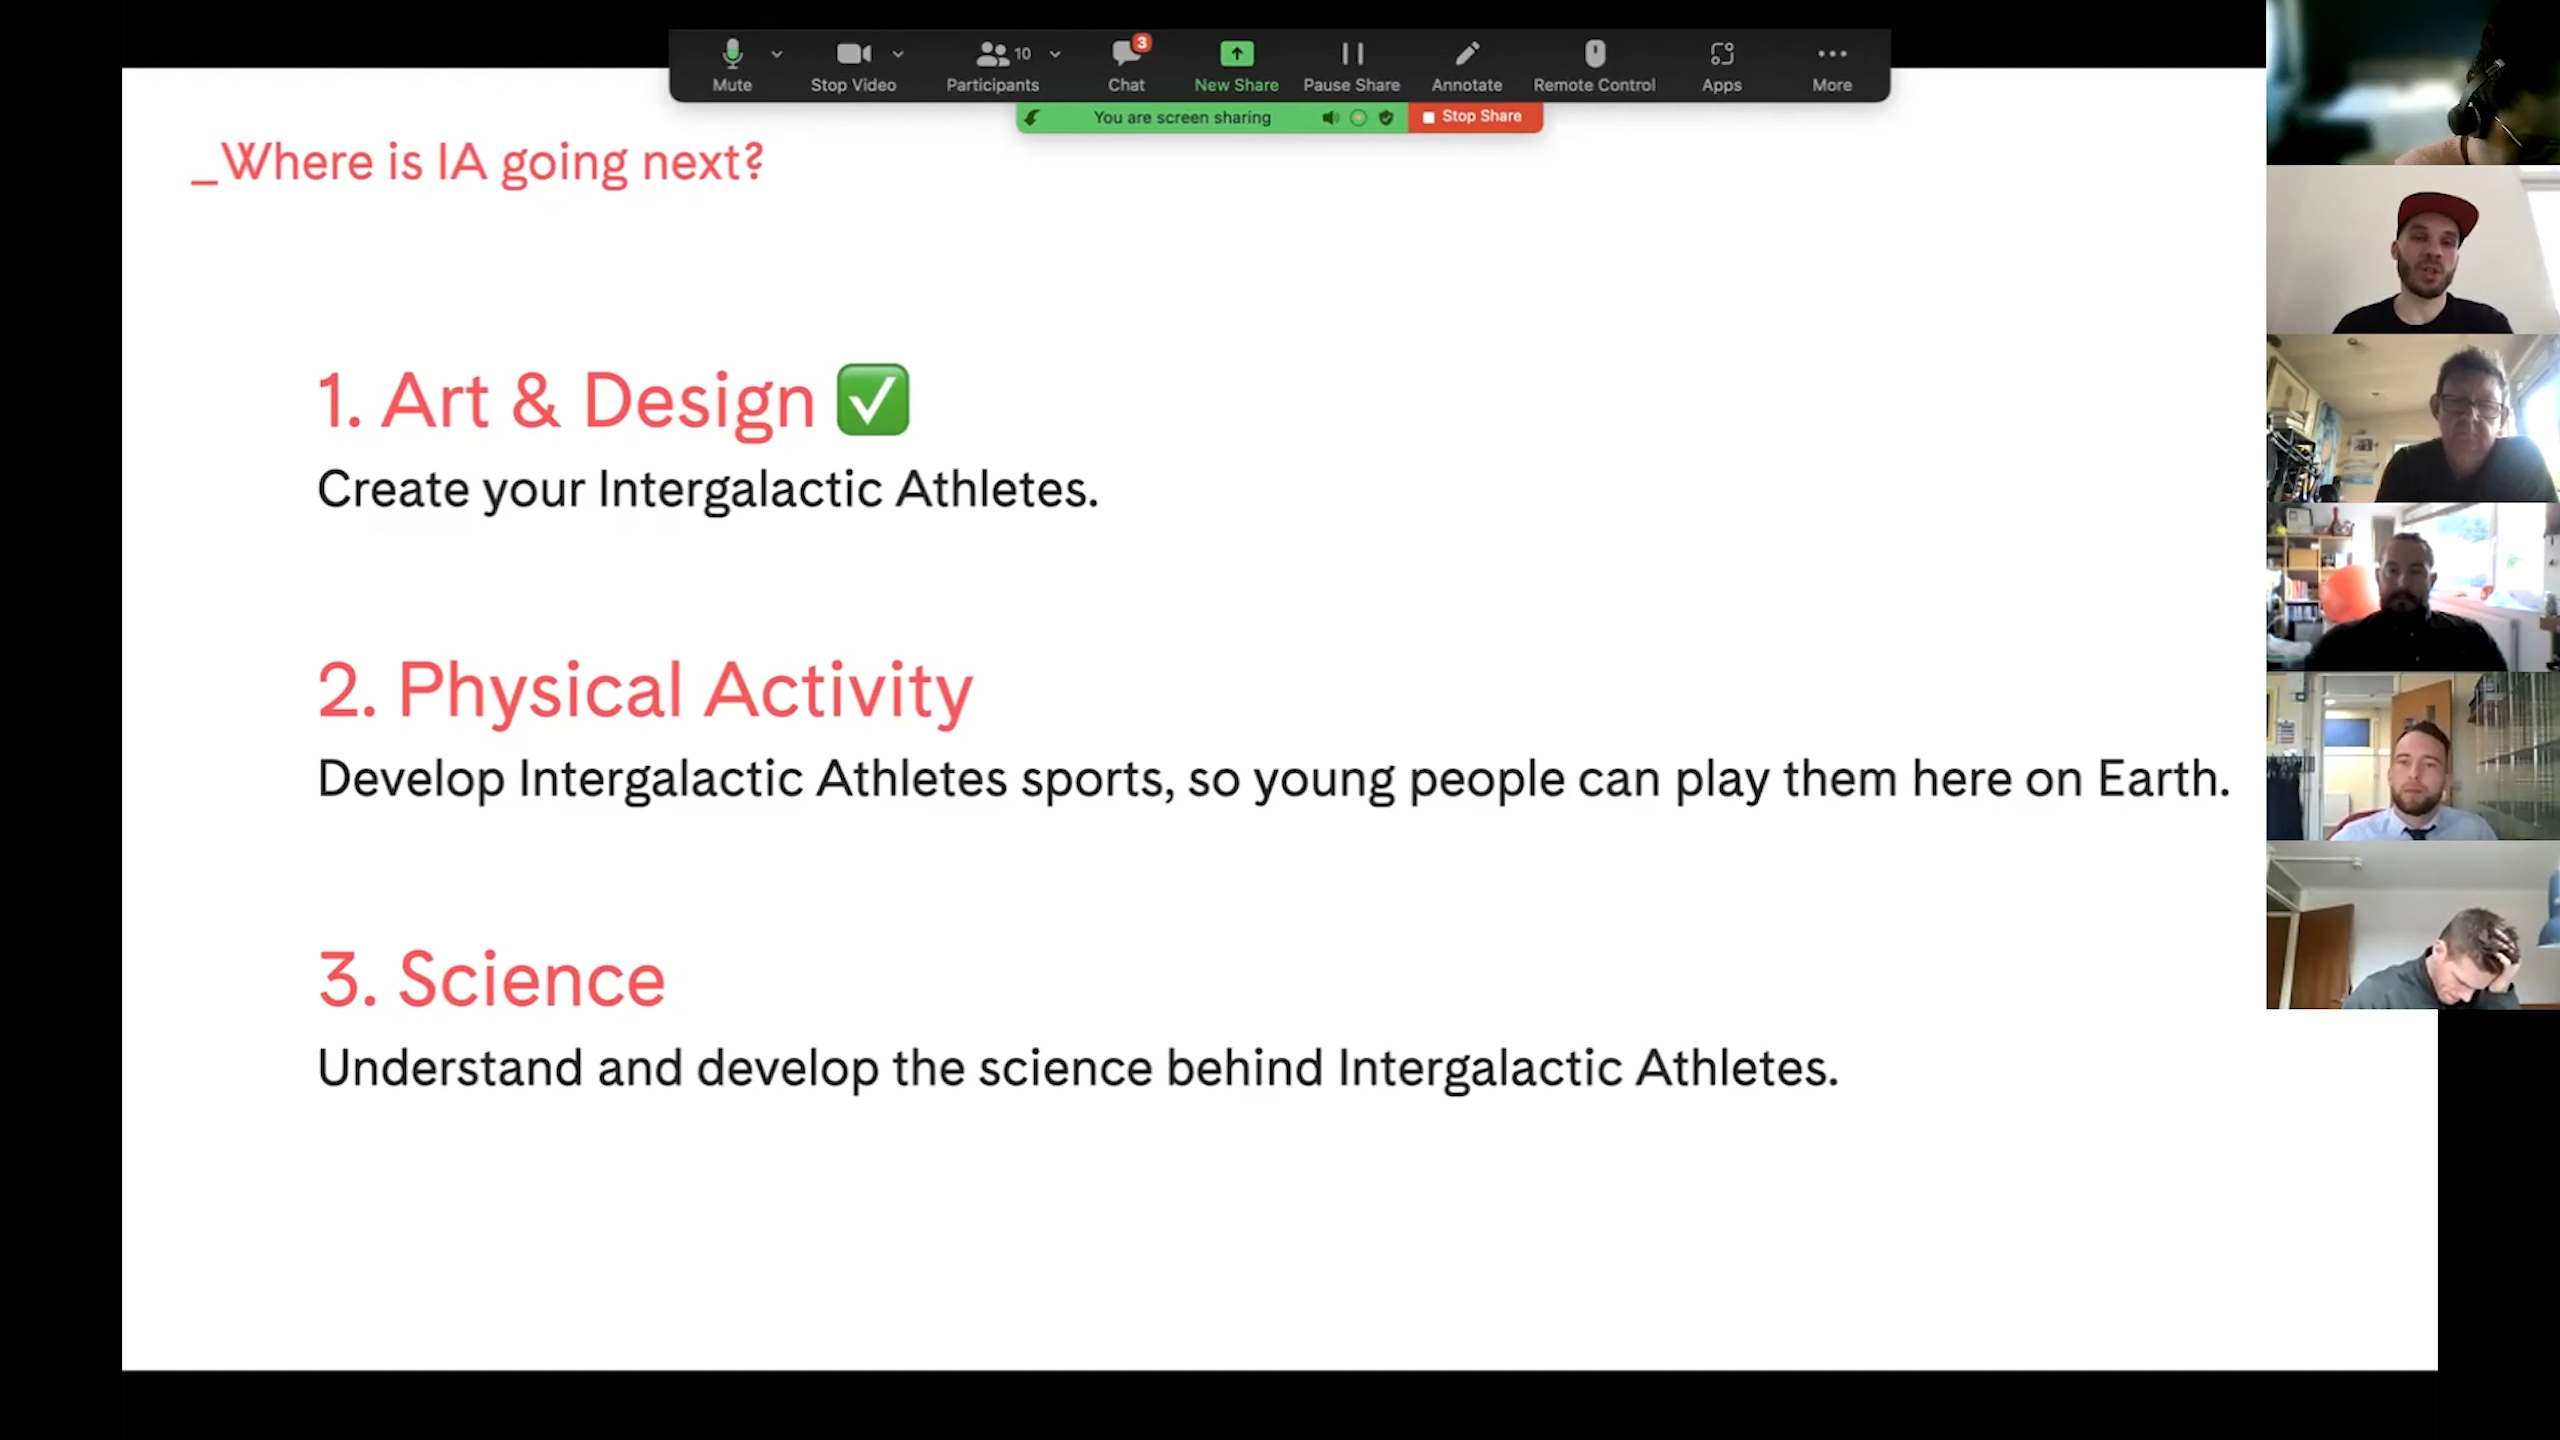 Mute
Stop Video
10
Participants
3
Chat
New Share
Pause Share
Annotate
Remote Control
Apps
More
You are screen sharing
Stop Share
_Where is IA going next?
1. Art & Design ✅
Create your Intergalactic Athletes.
2. Physical Activity
Develop Intergalactic Athletes sports, so young people can play them here on Earth.
3. Science
Understand and develop the science behind Intergalactic Athletes.